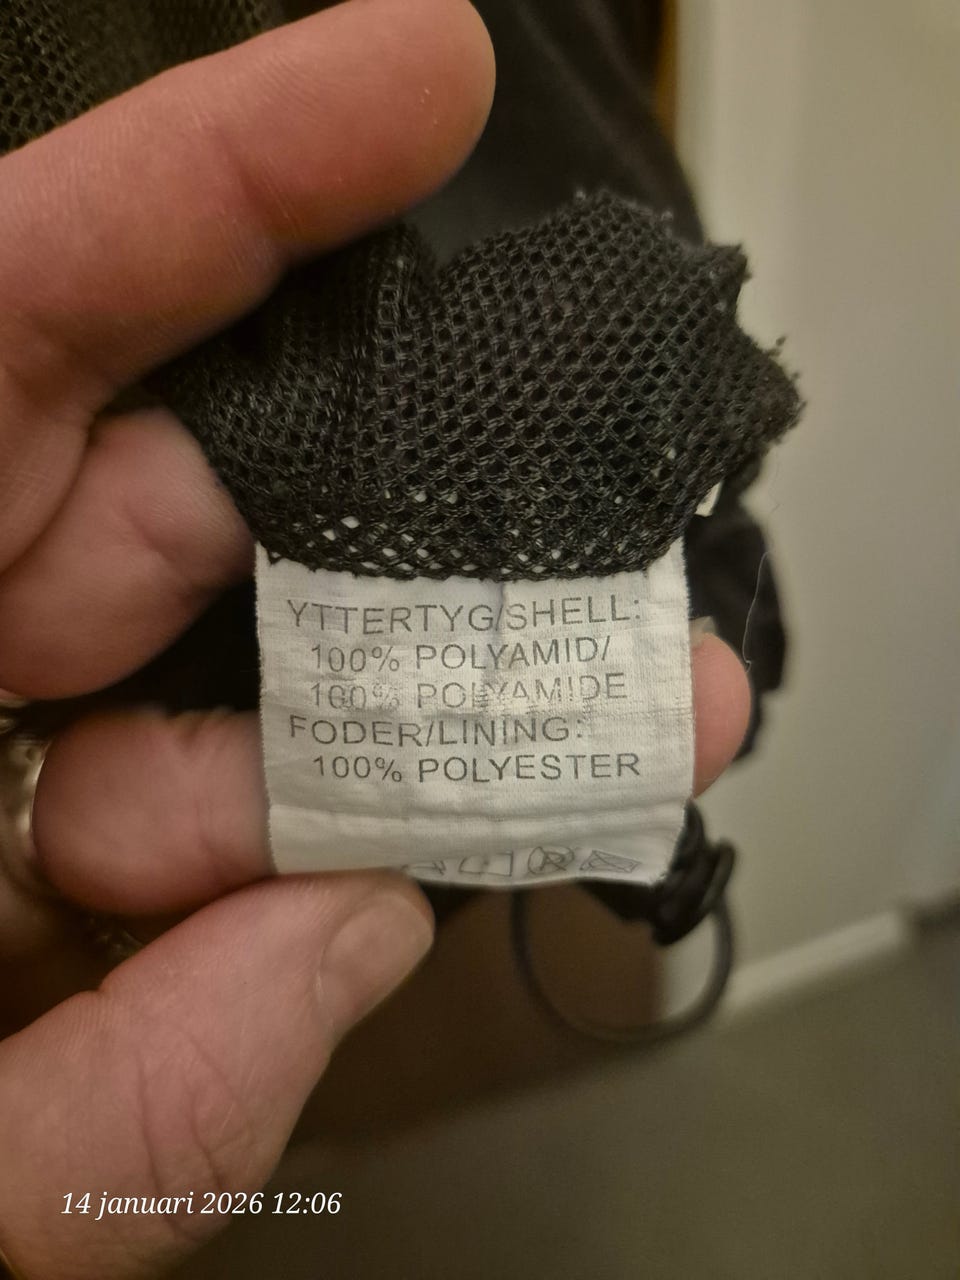 YTTERTYG/SHELL:
100% POLYAMID/
100% POLYAMIDE
FODER/LINING:
100% POLYESTER
14 januari 2026 12:06